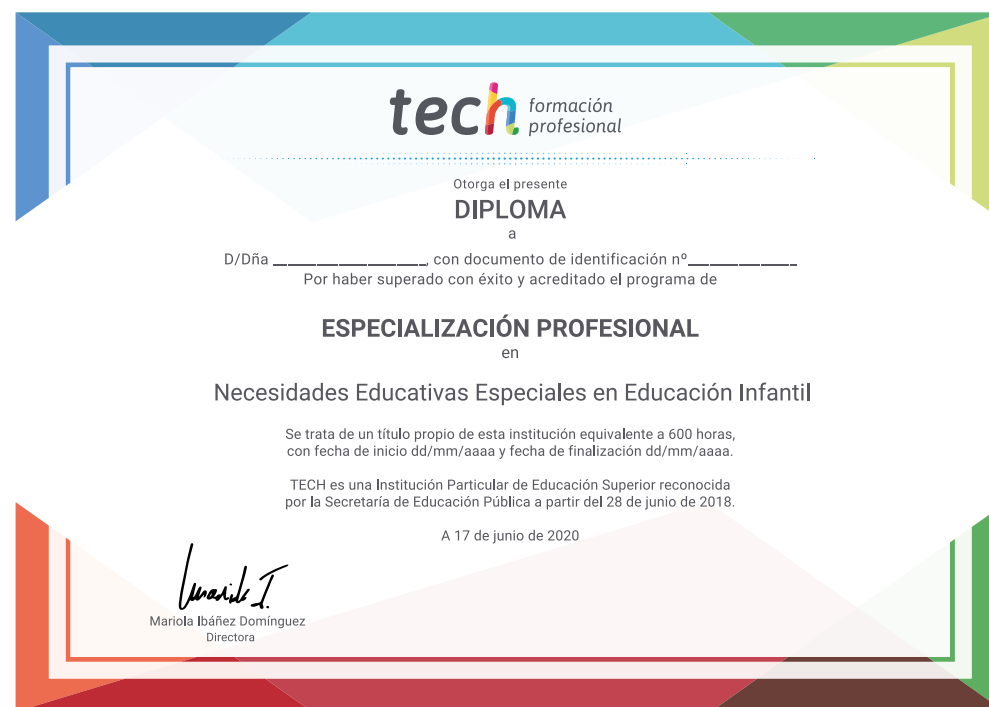 tech formación
profesional
Otorga el presente
DIPLOMA
a
D/Dña ____________________, con documento de identificación nº______________
Por haber superado con éxito y acreditado el programa de
ESPECIALIZACIÓN PROFESIONAL
en
Necesidades Educativas Especiales en Educación Infantil
Se trata de un título propio de esta institución equivalente a 600 horas,
con fecha de inicio dd/mm/aaaa y fecha de finalización dd/mm/aaaa.
TECH es una Institución Particular de Educación Superior reconocida
por la Secretaría de Educación Pública a partir del 28 de junio de 2018.
A 17 de junio de 2020
Mariola Ibáñez Domínguez
Directora